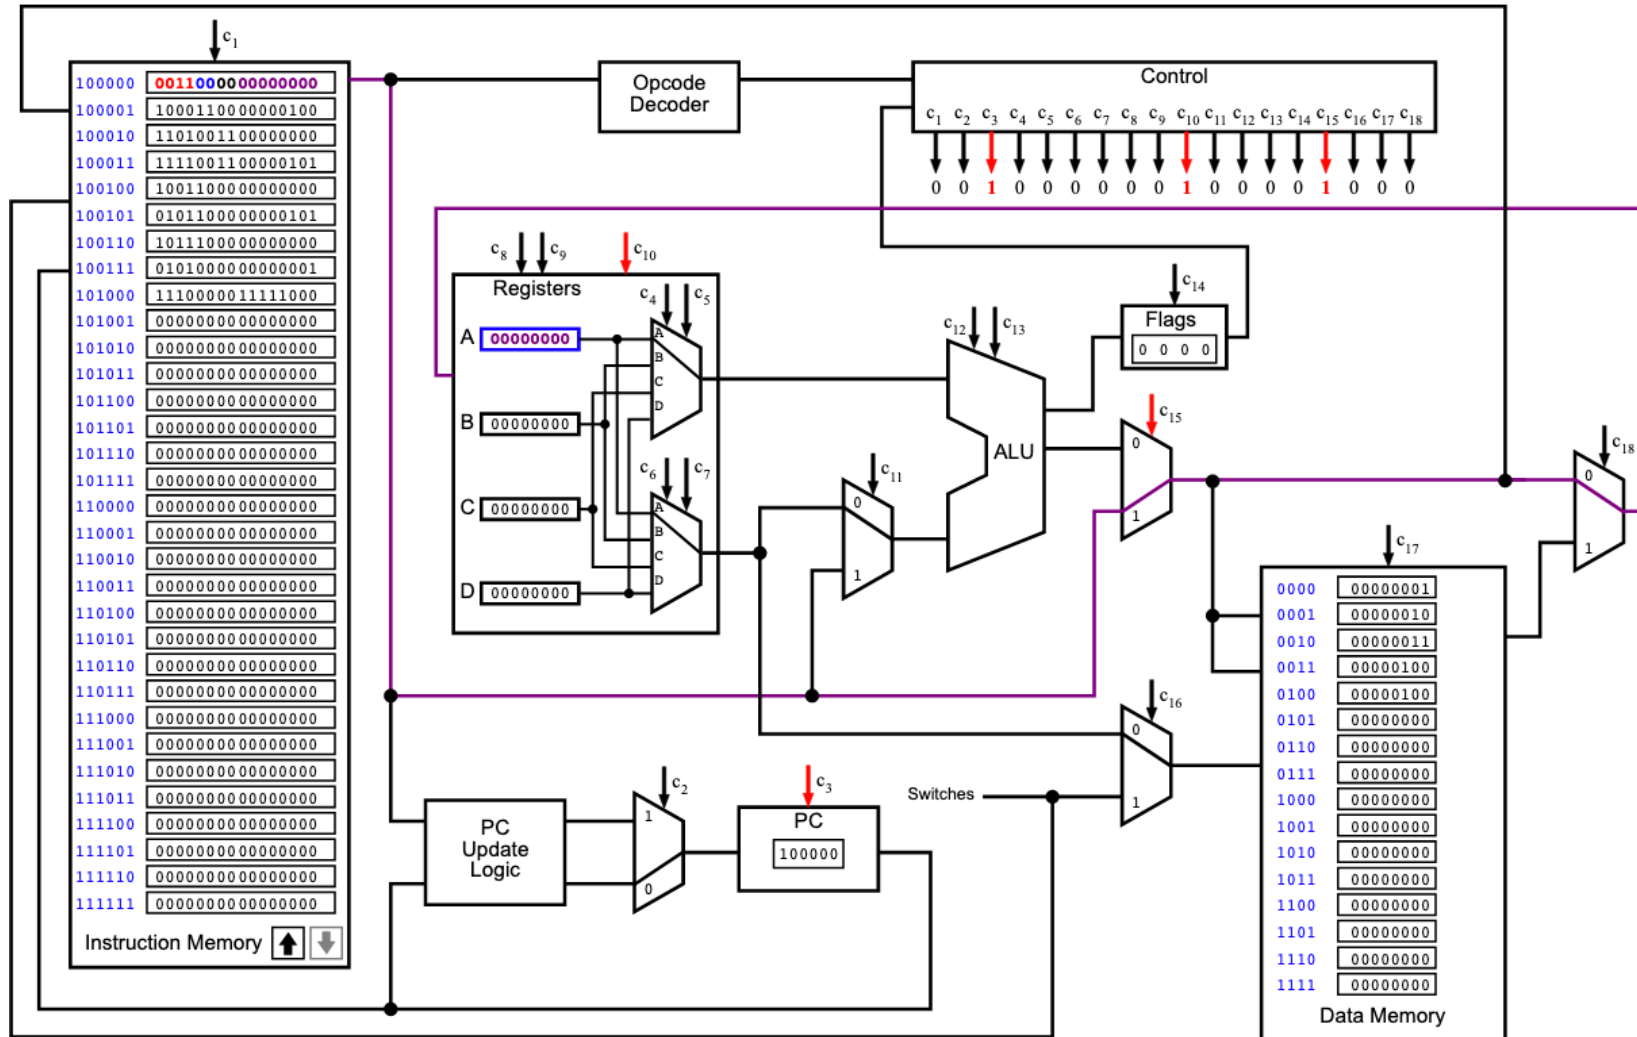 c1
100000 0011000000000000
100001 1000110000000100
100010 1101001100000000
100011 1111001100000101
100100 1001100000000000
100101 0101100000000101
100110 1011100000000000
100111 0101000000000001
101000 1110000011111000
101001 0000000000000000
101010 0000000000000000
101011 0000000000000000
101100 0000000000000000
101101 0000000000000000
101110 0000000000000000
101111 0000000000000000
110000 0000000000000000
110001 0000000000000000
110010 0000000000000000
110011 0000000000000000
110100 0000000000000000
110101 0000000000000000
110110 0000000000000000
110111 0000000000000000
111000 0000000000000000
111001 0000000000000000
111010 0000000000000000
111011 0000000000000000
111100 0000000000000000
111101 0000000000000000
111110 0000000000000000
111111 0000000000000000
Instruction Memory
Opcode
Decoder
Control
c1 c2 c3 c4 c5 c6 c7 c8 c9 c10 c11 c12 c13 c14 c15 c16 c17 c18
0 0 1 0 0 0 0 0 0 1 0 0 0 0 1 0 0 0
c8 c9 c10
Registers
c4 c5
A 00000000
B 00000000
C 00000000
D 00000000
A
B
C
D
c6 c7
A
B
C
D
c11
0
1
c12 c13
ALU
c14
Flags
0 0 0 0
c15
0
1
c18
0
1
c16
0
1
Switches
PC
Update
Logic
c2
1
0
c3
PC
100000
c17
0000 00000001
0001 00000010
0010 00000011
0011 00000100
0100 00000100
0101 00000000
0110 00000000
0111 00000000
1000 00000000
1001 00000000
1010 00000000
1011 00000000
1100 00000000
1101 00000000
1110 00000000
1111 00000000
Data Memory